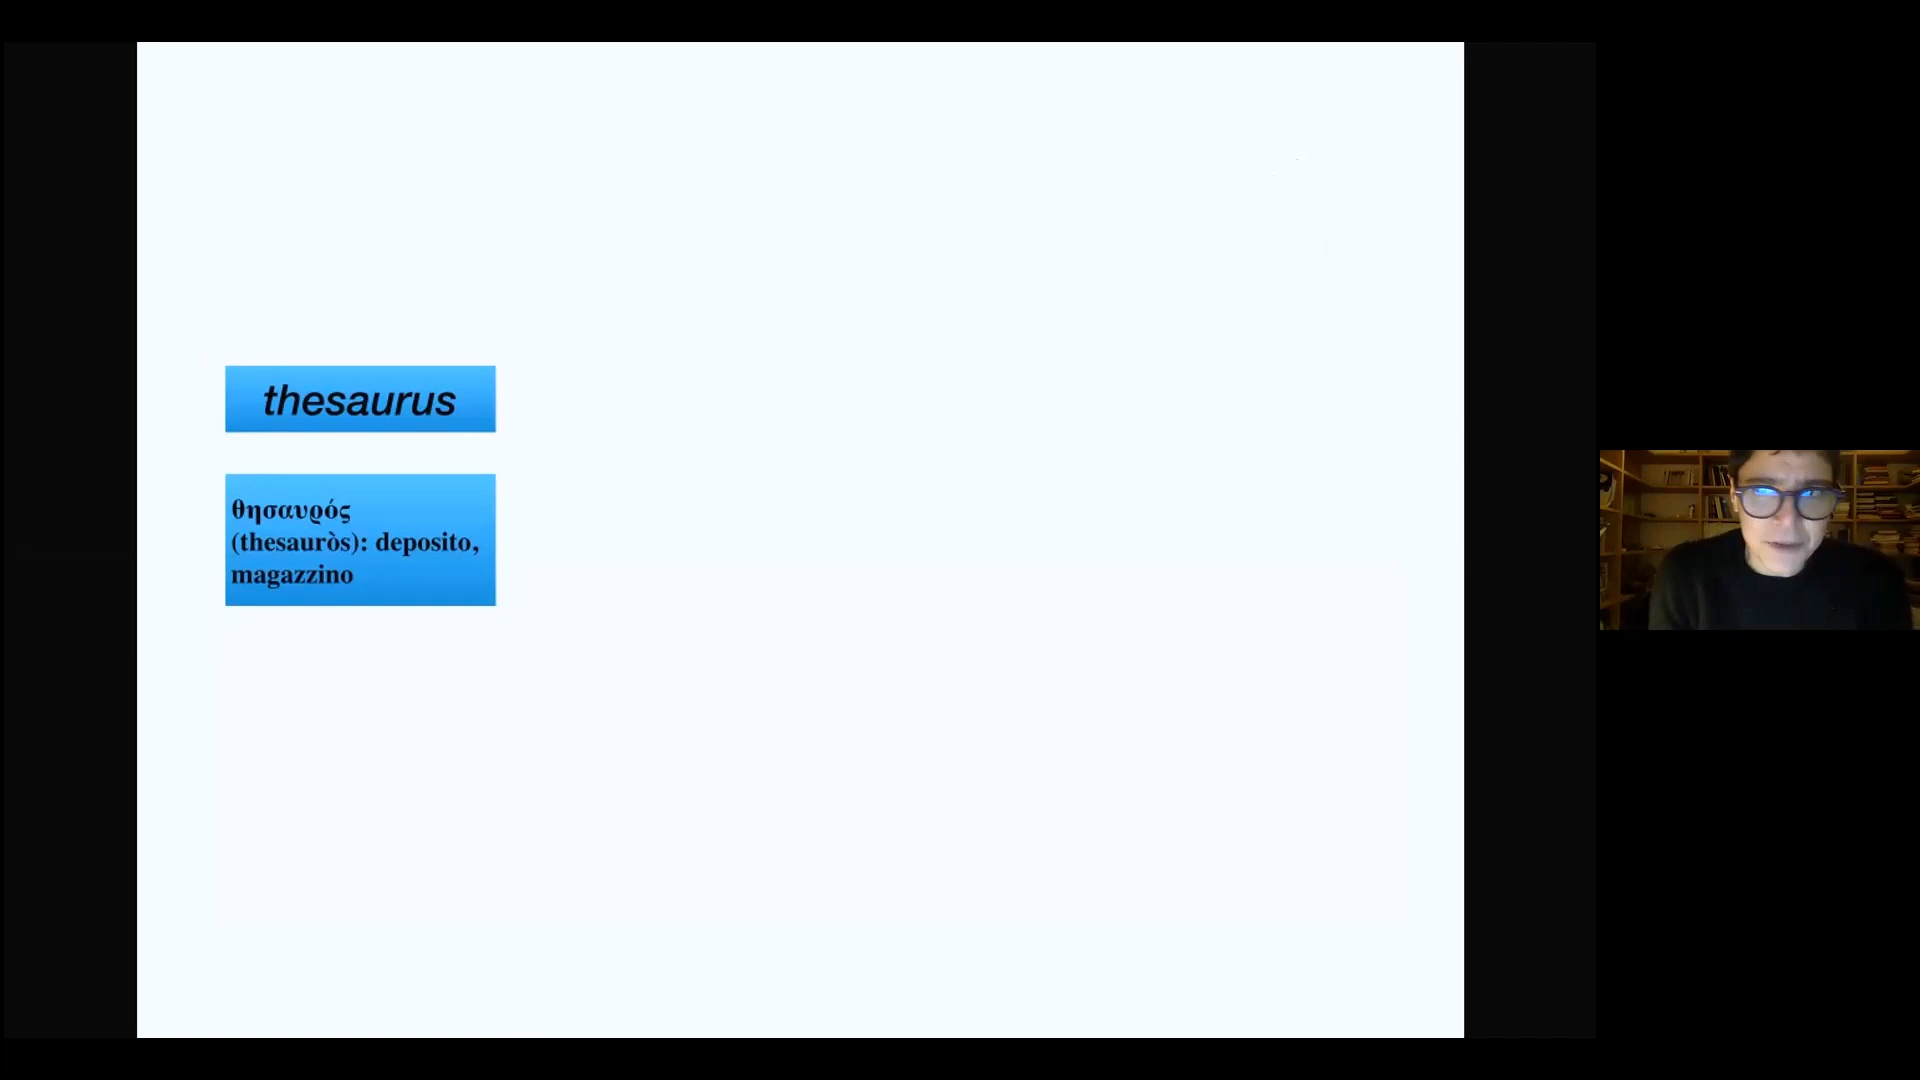 thesaurus
θησαυρός
(thesauròs): deposito,
magazzino